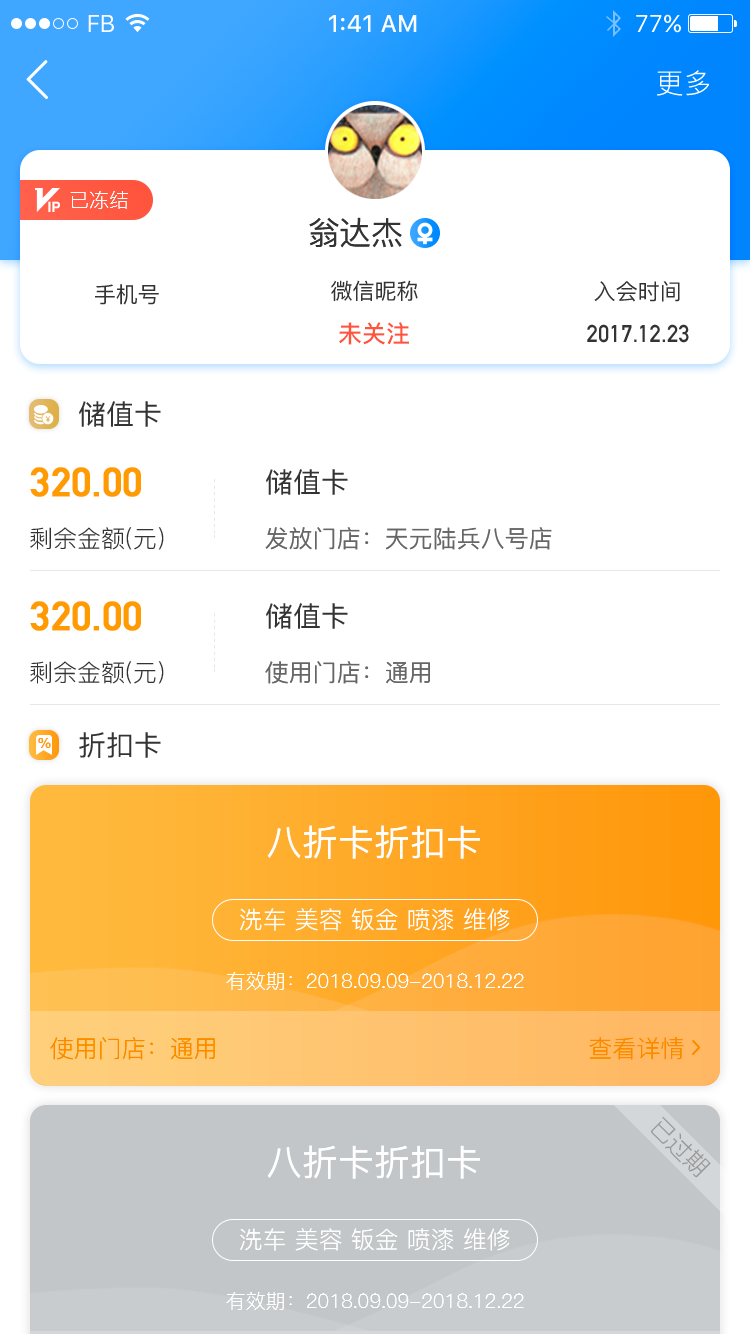 FB 1:41 AM 77%
更多
VIP 已冻结
翁达杰
手机号 微信昵称 入会时间
未关注 2017.12.23
储值卡
320.00 储值卡
剩余金额(元) 发放门店：天元陆兵八号店
320.00 储值卡
剩余金额(元) 使用门店：通用
% 折扣卡
八折卡折扣卡
洗车 美容 钣金 喷漆 维修
有效期：2018.09.09-2018.12.22
使用门店：通用 查看详情
已过期
八折卡折扣卡
洗车 美容 钣金 喷漆 维修
有效期：2018.09.09-2018.12.22